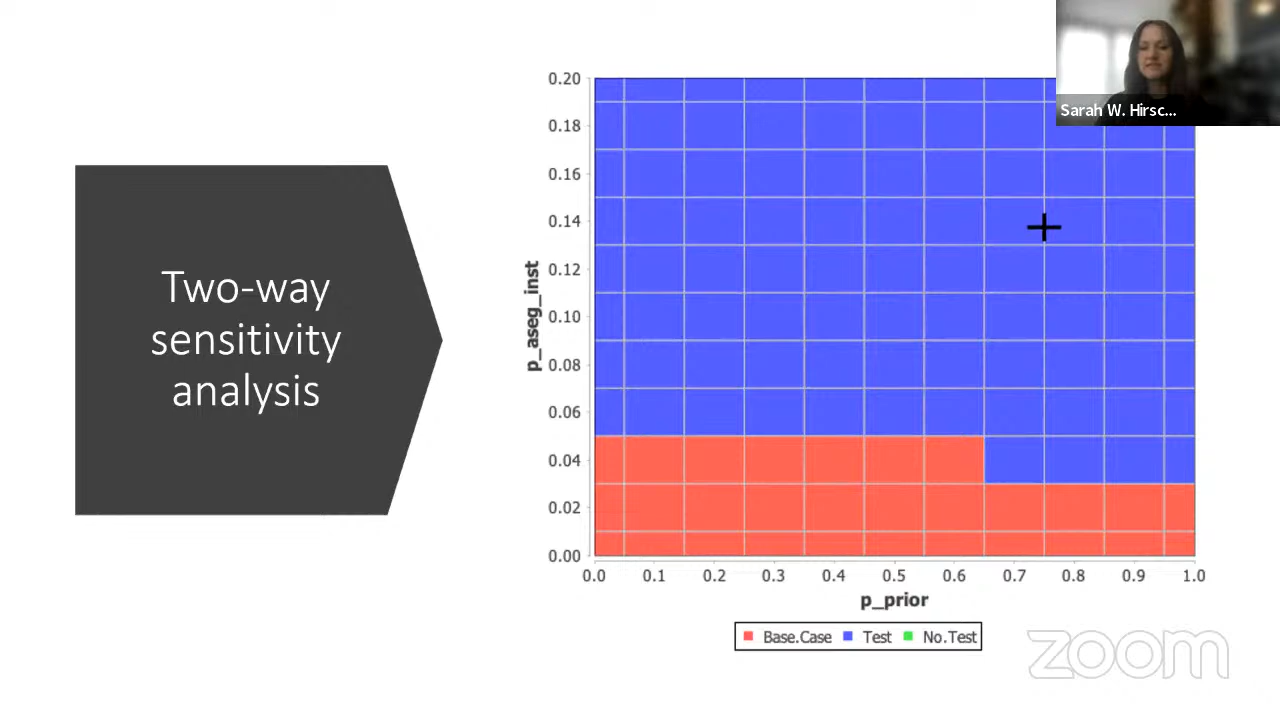 Sarah W. Hirsc...
Two-way
sensitivity
analysis
0.20
0.18
0.16
0.14
0.12
0.10
0.08
0.06
0.04
0.02
0.00
p_aseg_inst
0.0 0.1 0.2 0.3 0.4 0.5 0.6 0.7 0.8 0.9 1.0
p_prior
Base.Case Test No.Test
zoom